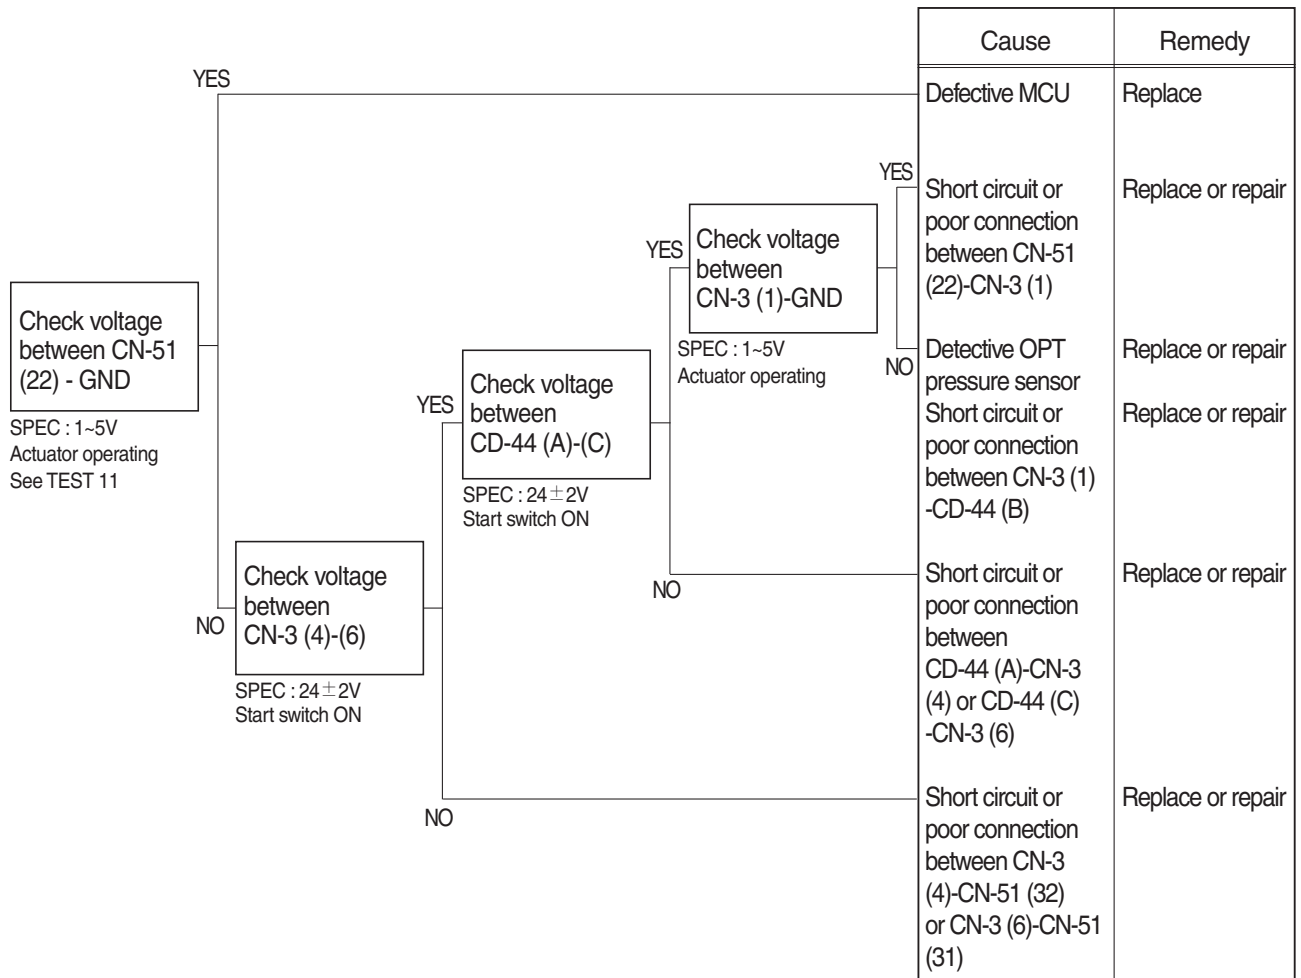 Cause
Remedy
YES
Defective MCU
Replace
YES
Short circuit or
poor connection
between CN-51
(22)-CN-3 (1)
Replace or repair
YES
Check voltage
between
CN-3 (1)-GND
SPEC : 1~5V
Actuator operating
NO
Detective OPT
pressure sensor
Replace or repair
Short circuit or
poor connection
between CN-3 (1)
-CD-44 (B)
Replace or repair
Check voltage
between CN-51
(22) - GND
SPEC : 1~5V
Actuator operating
See TEST 11
YES
Check voltage
between
CD-44 (A)-(C)
SPEC : 24±2V
Start switch ON
NO
Short circuit or
poor connection
between
CD-44 (A)-CN-3
(4) or CD-44 (C)
-CN-3 (6)
Replace or repair
NO
Check voltage
between
CN-3 (4)-(6)
SPEC : 24±2V
Start switch ON
NO
Short circuit or
poor connection
between CN-3
(4)-CN-51 (32)
or CN-3 (6)-CN-51
(31)
Replace or repair